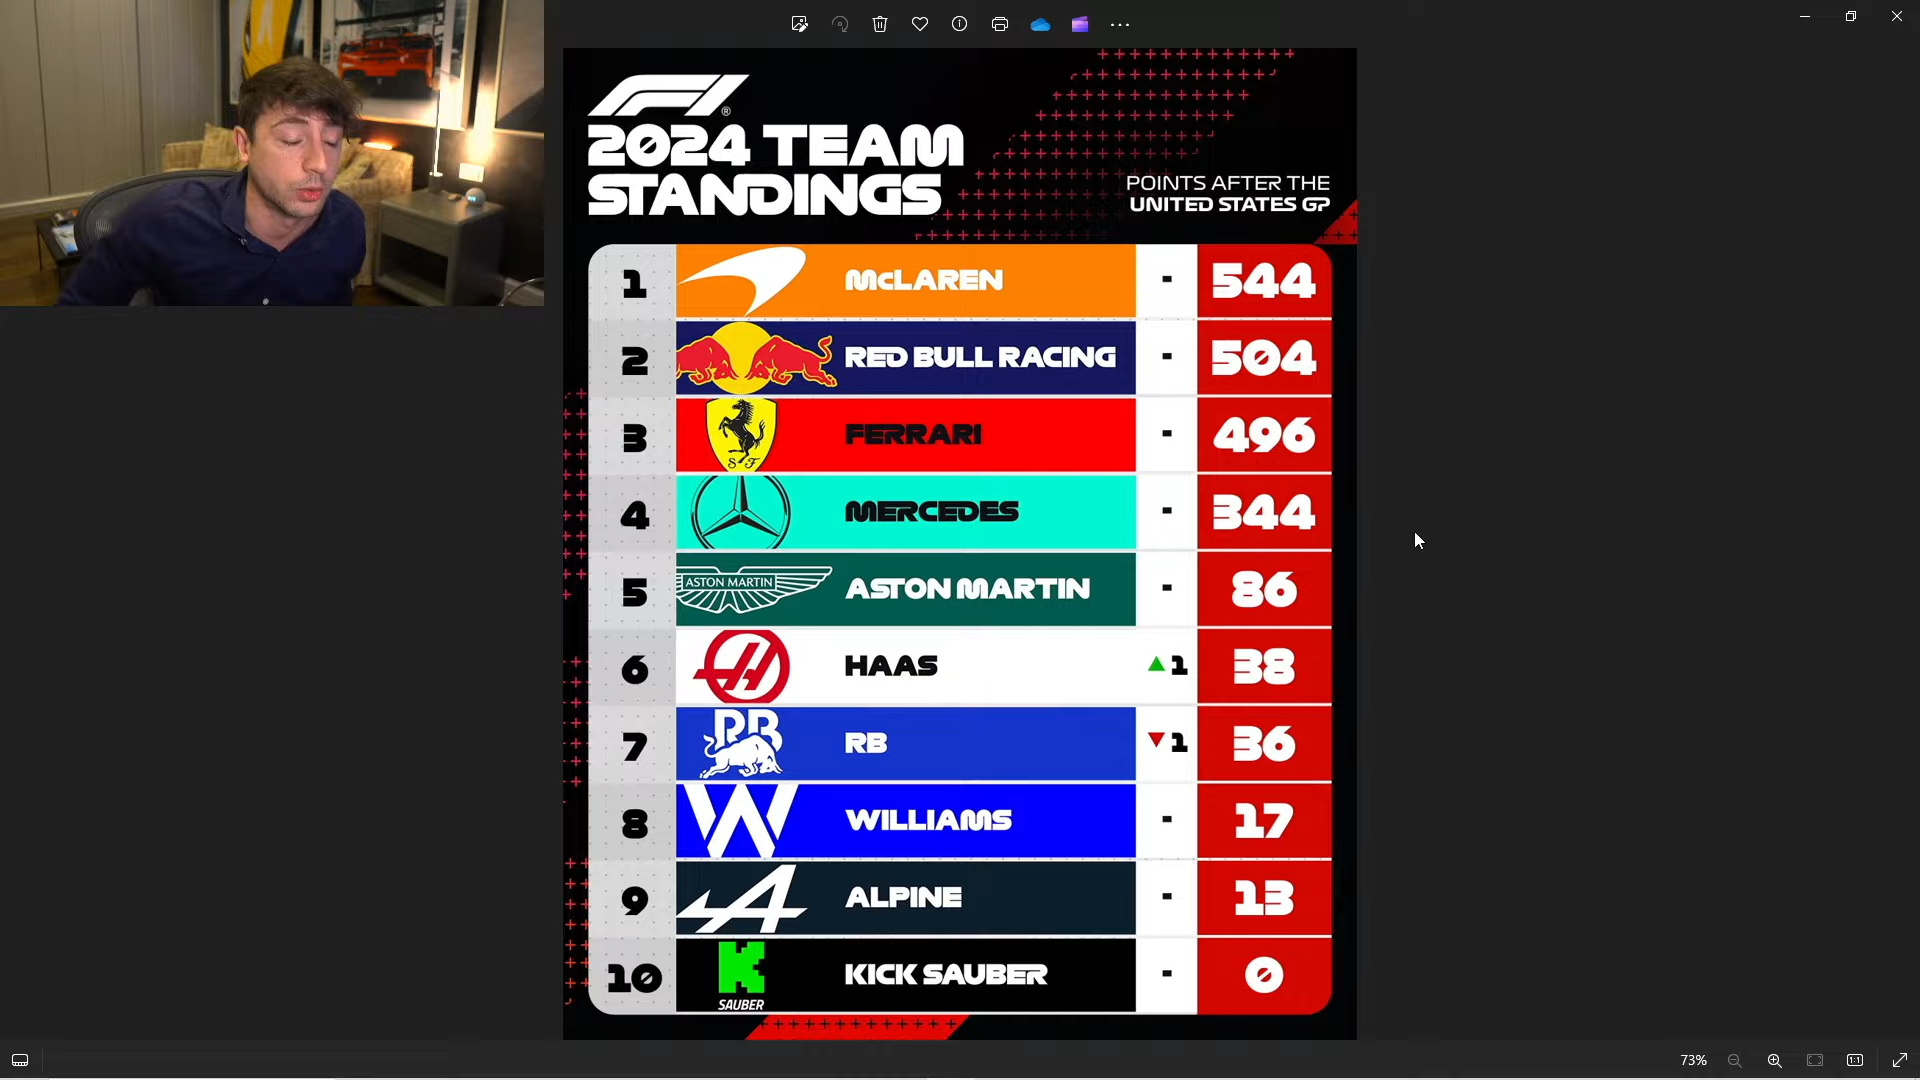 F1®
2024 TEAM
STANDINGS
POINTS AFTER THE
UNITED STATES GP
1 McLAREN - 544
2 RED BULL RACING - 504
3 S F FERRARI - 496
4 MERCEDES - 344
5 ASTON MARTIN ASTON MARTIN - 86
6 HAAS ▲1 38
7 RB RB ▼1 36
8 WILLIAMS - 17
9 ALPINE - 13
10 K SAUBER KICK SAUBER - 0
73%
1:1